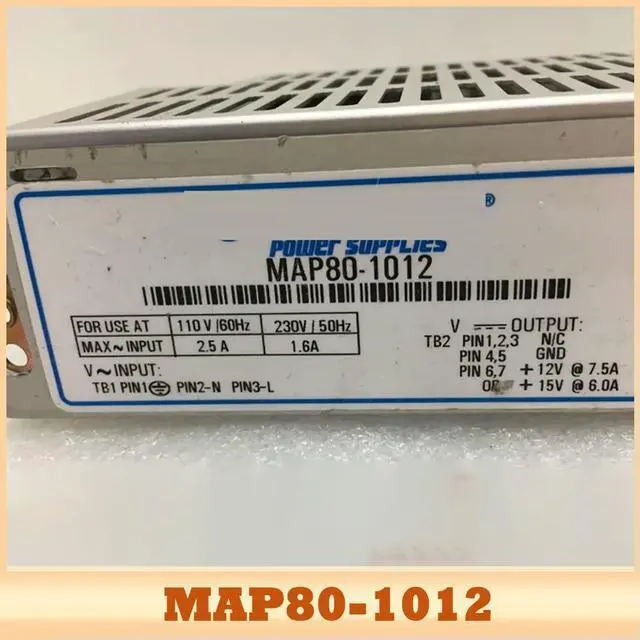 ®
POWER SUPPLIES
MAP80-1012
FOR USE AT 110 V /60Hz 230V / 50Hz
MAX~INPUT 2.5 A 1.6A
V~INPUT:
TB1 PIN1 PIN2-N PIN3-L
V OUTPUT:
TB2 PIN1,2,3 N/C
PIN 4,5 GND
PIN 6,7 + 12V @ 7.5A
OR + 15V @ 6.0A
MAP80-1012